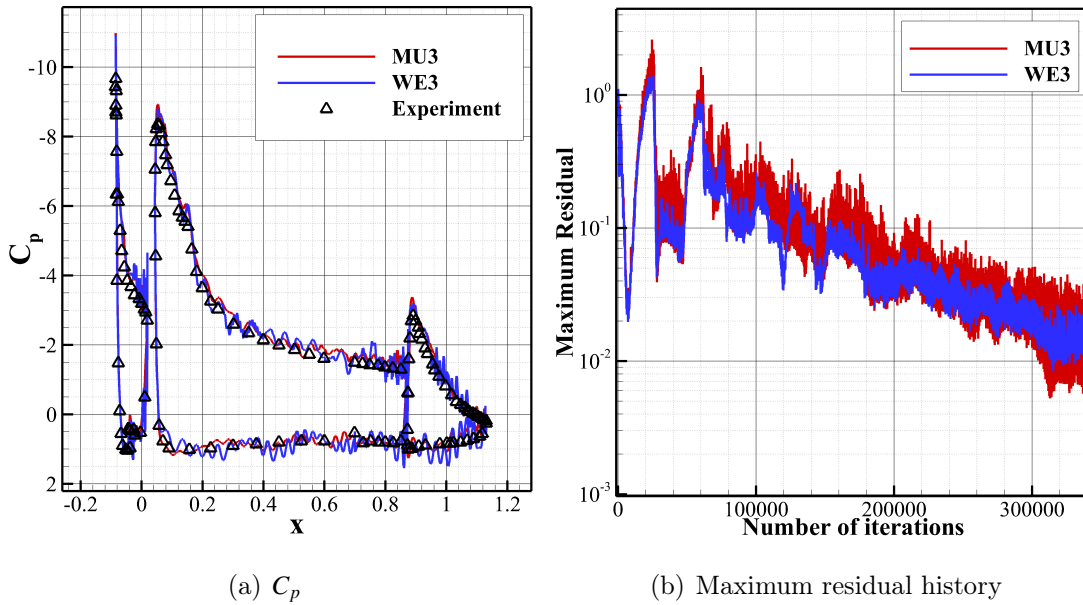 MU3
WE3
Experiment
-10
-8
-6
-4
-2
0
2
-0.2
0
0.2
0.4
0.6
0.8
1
1.2
C_p
x
(a) C_p
MU3
WE3
10^0
10^-1
10^-2
10^-3
0
100000
200000
300000
Maximum Residual
Number of iterations
(b) Maximum residual history